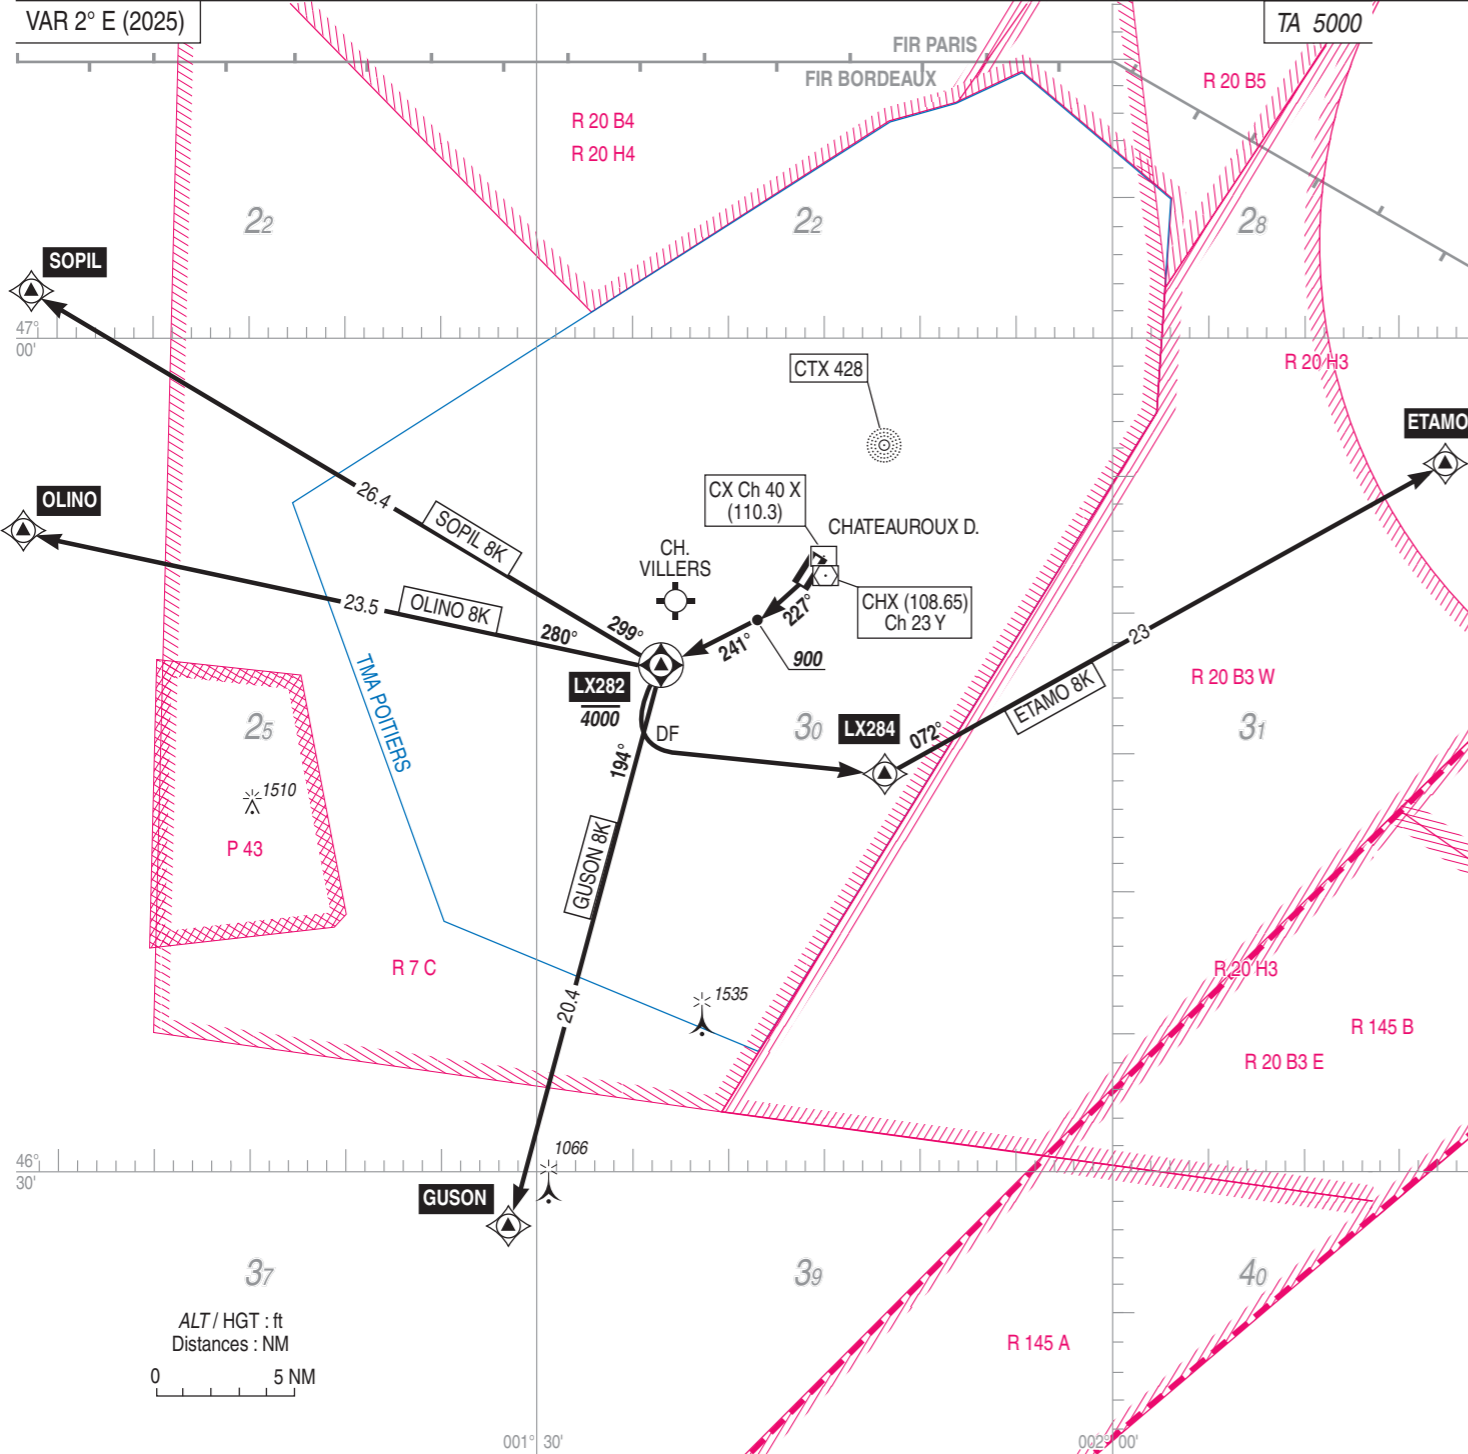 VAR 2° E (2025)
TA 5000
FIR PARIS
FIR BORDEAUX
R 20 B5
R 20 B4
R 20 H4
22
22
28
SOPIL
47°
00'
CTX 428
R 20 H3
ETAMO
OLINO
26.4
SOPIL 8K
CX Ch 40 X
(110.3)
CHATEAUROUX D.
CH.
VILLERS
CHX (108.65)
Ch 23 Y
23.5
OLINO 8K
280°
299°
227°
241°
900
23
TMA POITIERS
LX282
4000
R 20 B3 W
ETAMO 8K
25
30
LX284
072°
31
DF
194°
1510
P 43
GUSON 8K
R 7 C
20.4
1535
R 20 H3
R 145 B
R 20 B3 E
1066
46°
30'
GUSON
37
39
40
ALT / HGT : ft
Distances : NM
R 145 A
0 5 NM
001° 30'
002° 00'